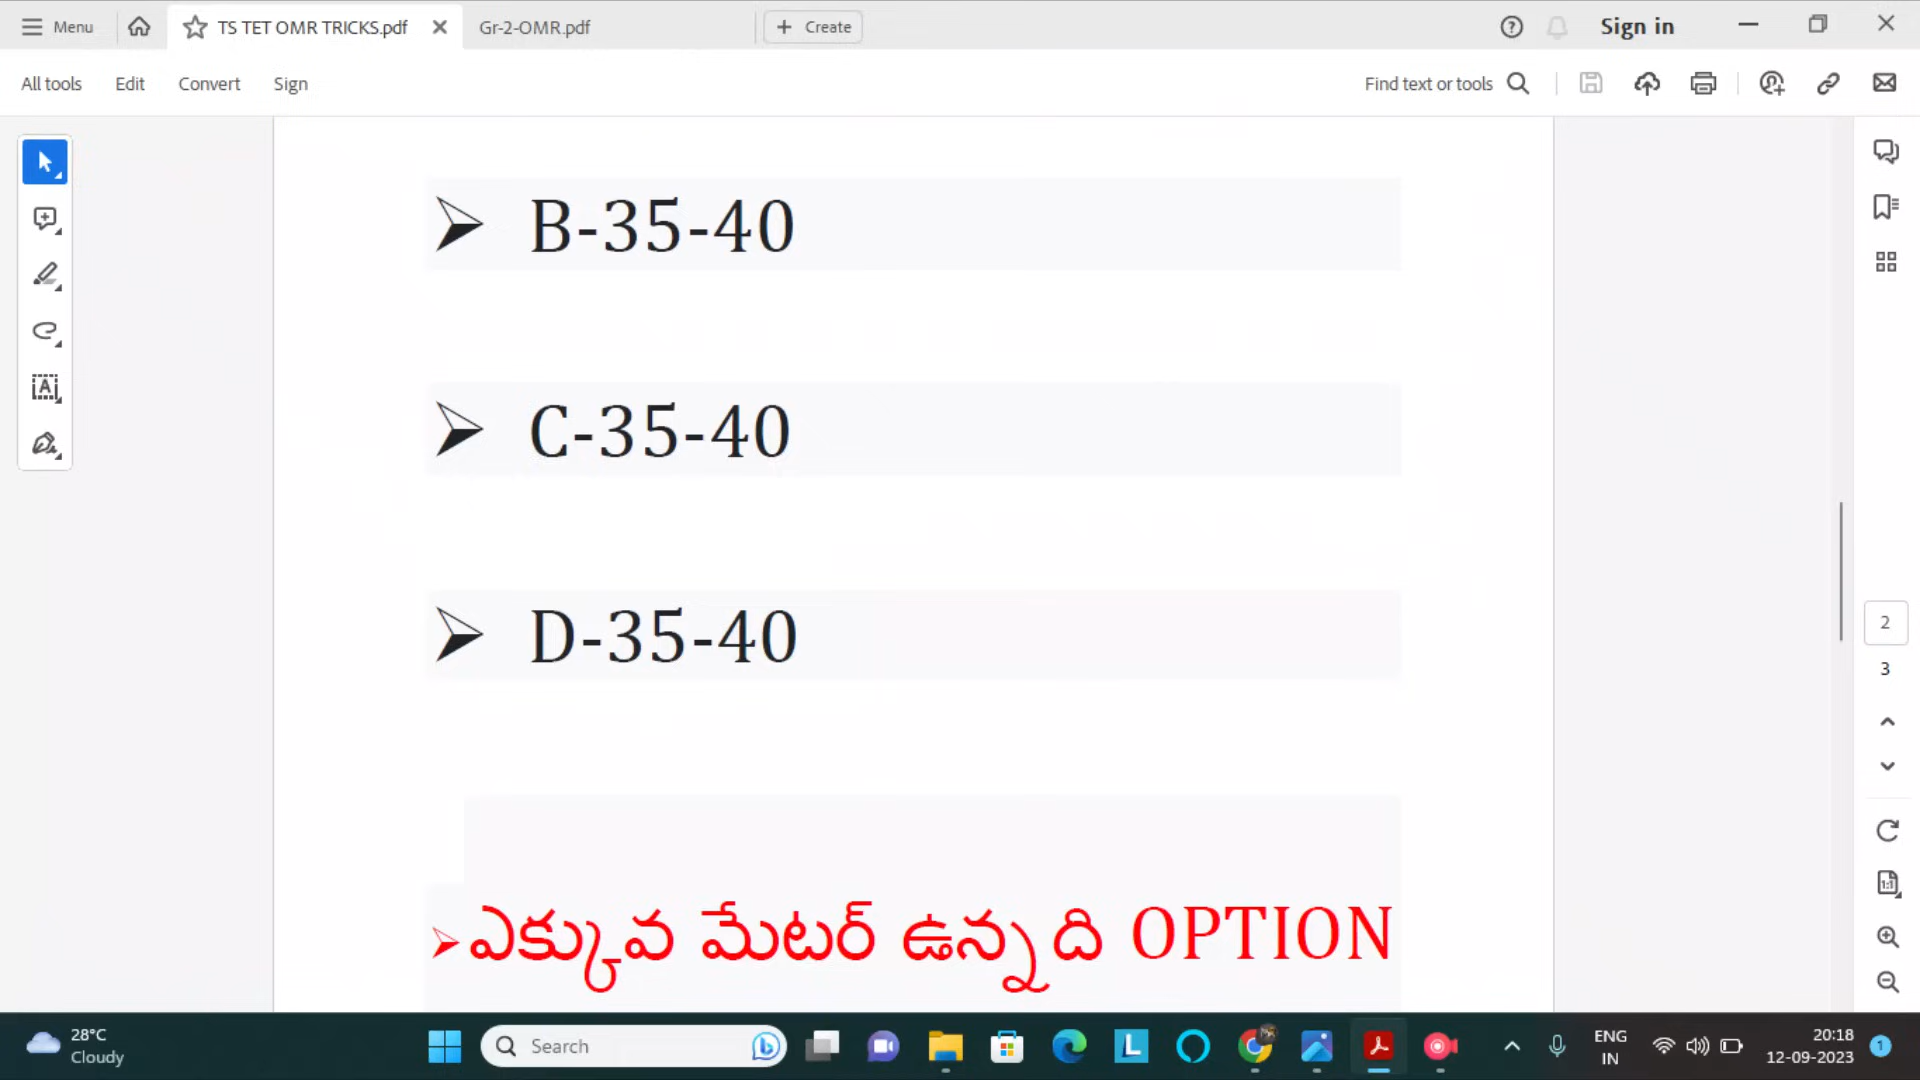 Menu
TS TET OMR TRICKS.pdf
Gr-2-OMR.pdf
Create
Sign in
All tools
Edit
Convert
Sign
Find text or tools
➢ B-35-40
➢ C-35-40
➢ D-35-40
➢ఎక్కువ మేటర్ ఉన్నది OPTION
2
3
28°C
Cloudy
Search
ENG
IN
20:18
12-09-2023
1